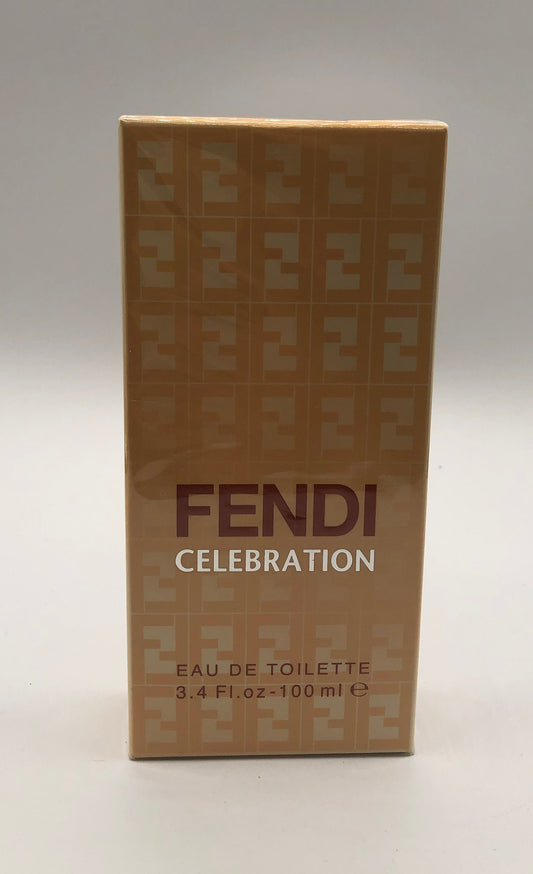 FENDI
CELEBRATION
EAU DE TOILETTE
3.4 Fl.oz-100 ml ℮